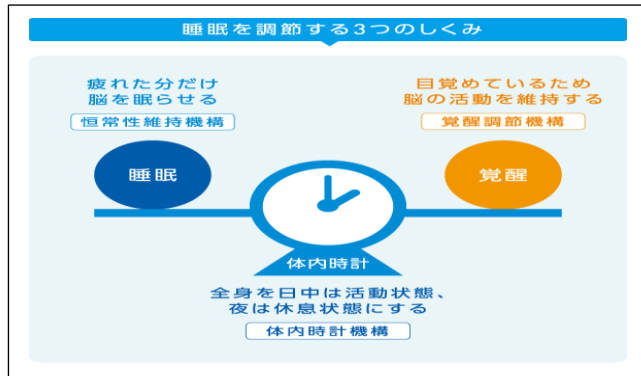 睡眠を調節する3つのしくみ
疲れた分だけ
脳を眠らせる
恒常性維持機構
目覚めているため
脳の活動を維持する
覚醒調節機構
睡眠
覚醒
体内時計
全身を日中は活動状態、
夜は休息状態にする
体内時計機構